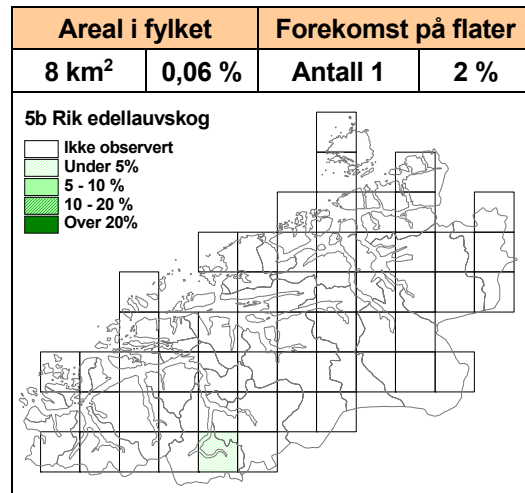 Areal i fylket Forekomst på flater
8 km² 0,06 % Antall 1 2 %
5b Rik edellauvskog
Ikke observert
Under 5%
5 - 10 %
10 - 20 %
Over 20%